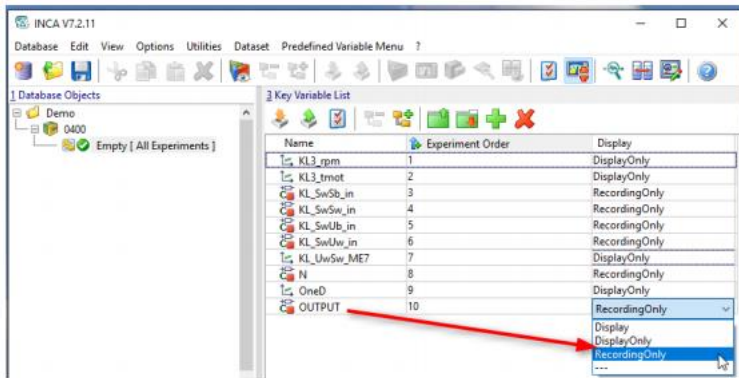 INCA V7.2.11
Database Edit View Options Utilities Dataset Predefined Variable Menu ?
1 Database Objects
Demo
0400
Empty [ All Experiments ]
3 Key Variable List
Name Experiment Order Display
KL3_rpm 1 DisplayOnly
KL3_tmot 2 DisplayOnly
KL_SwSb_in 3 RecordingOnly
KL_SwSw_in 4 RecordingOnly
KL_SwUb_in 5 RecordingOnly
KL_SwUw_in 6 RecordingOnly
KL_UwSw_ME7 7 DisplayOnly
N 8 RecordingOnly
OneD 9 DisplayOnly
OUTPUT 10 RecordingOnly
Display
DisplayOnly
RecordingOnly
---